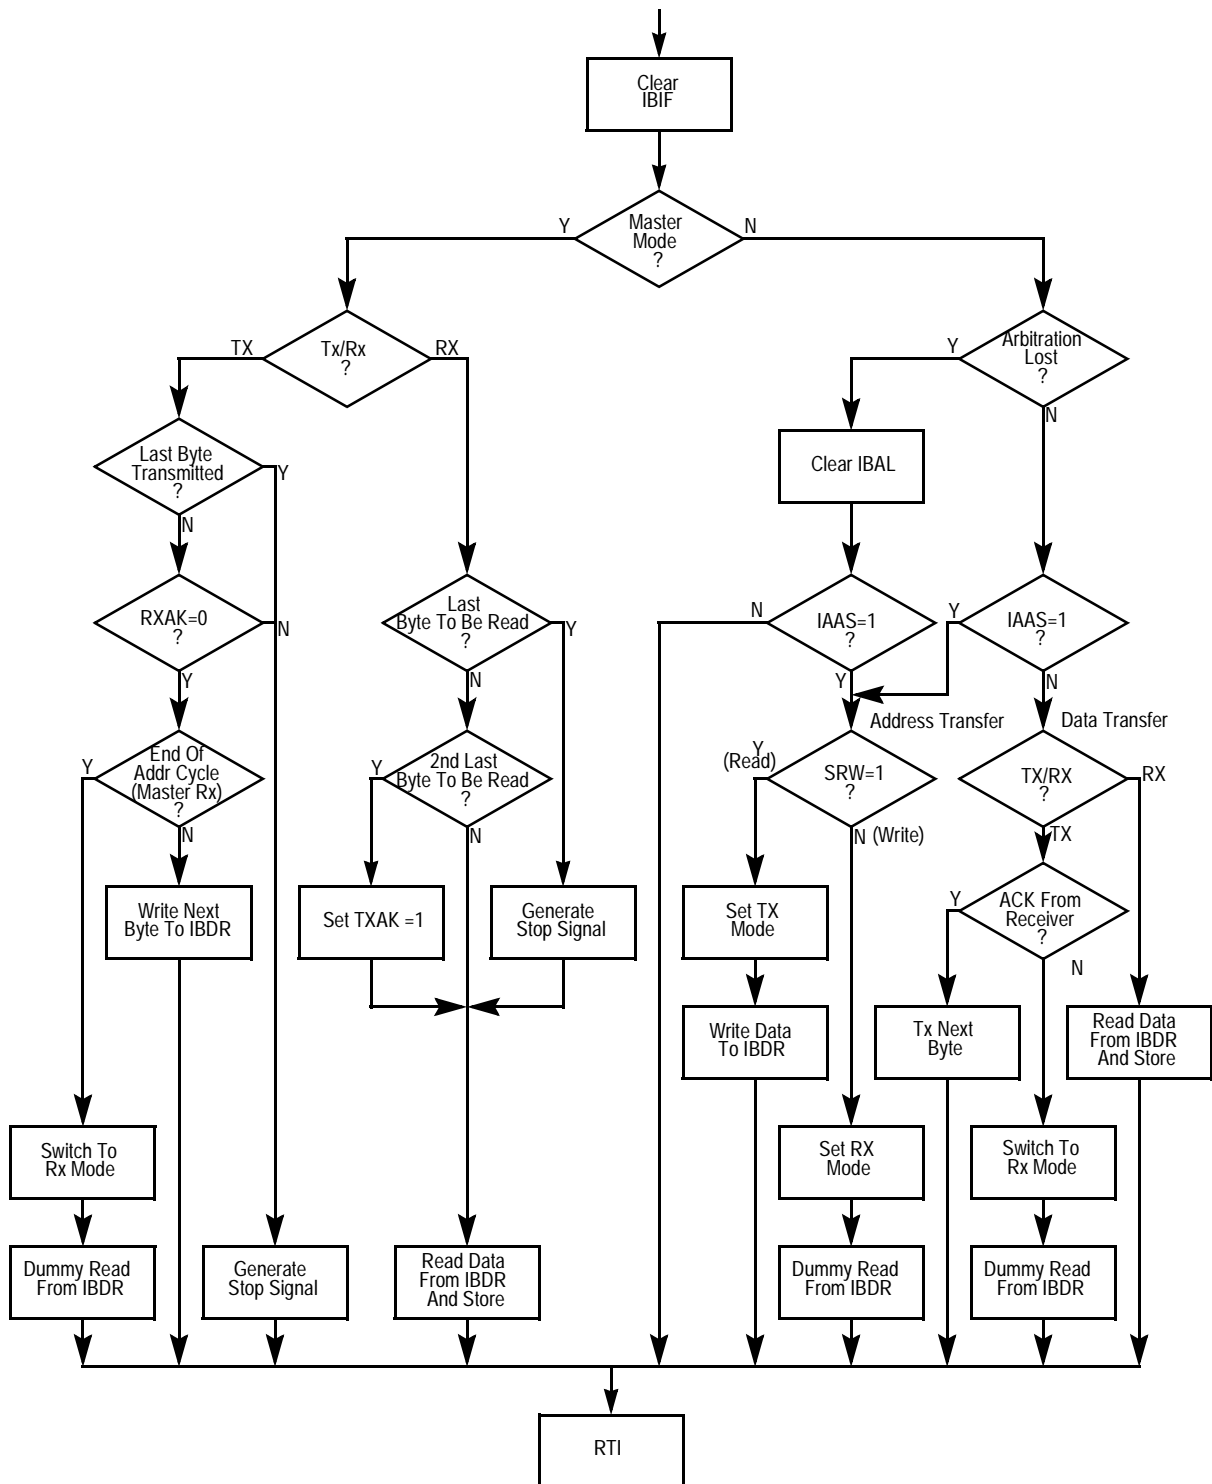 Clear
IBIF
Master
Mode
?
Y
N
Tx/Rx
?
TX
RX
Arbitration
Lost
?
Y
N
Last Byte
Transmitted
?
Y
N
Clear IBAL
RXAK=0
?
N
Y
Last
Byte To Be Read
?
Y
N
IAAS=1
?
N
Y
IAAS=1
?
Y
N
Address Transfer
Data Transfer
End Of
Addr Cycle
(Master Rx)
?
Y
N
2nd Last
Byte To Be Read
?
Y
N
Y
(Read)
SRW=1
?
N (Write)
TX/RX
?
RX
TX
Write Next
Byte To IBDR
Set TXAK =1
Generate
Stop Signal
Set TX
Mode
Y
ACK From
Receiver
?
N
Write Data
To IBDR
Tx Next
Byte
Read Data
From IBDR
And Store
Switch To
Rx Mode
Set RX
Mode
Switch To
Rx Mode
Dummy Read
From IBDR
Generate
Stop Signal
Read Data
From IBDR
And Store
Dummy Read
From IBDR
Dummy Read
From IBDR
RTI